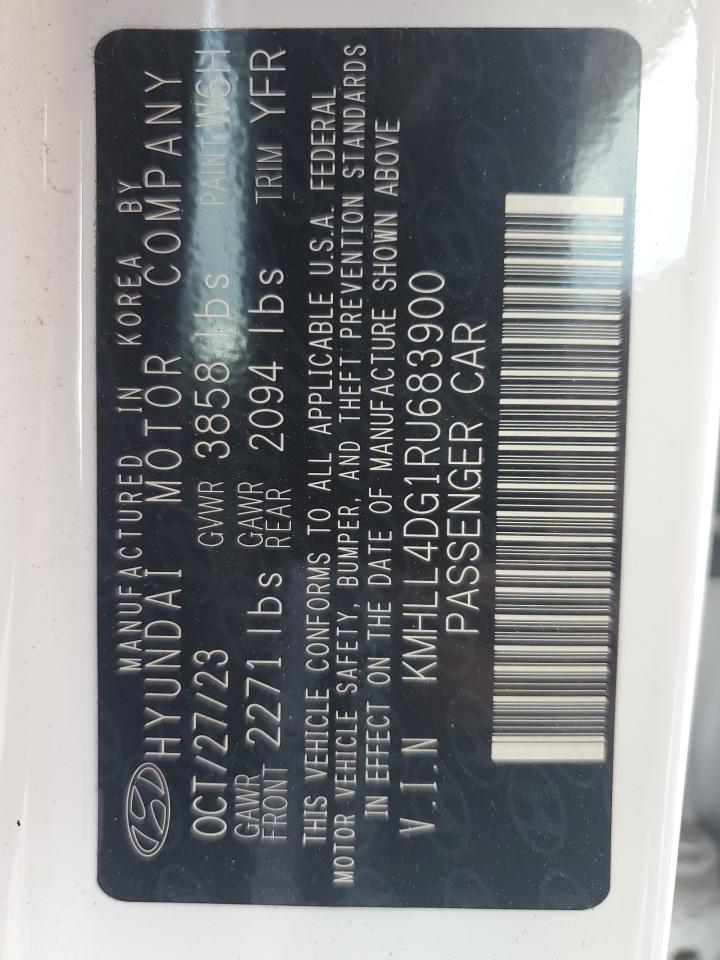 MANUFACTURED IN KOREA BY
HYUNDAI MOTOR COMPANY
OCT/27/23 GVWR 3858 lbs PAINT W6H
GAWR FRONT 2271 lbs GAWR REAR 2094 lbs TRIM YFR
THIS VEHICLE CONFORMS TO ALL APPLICABLE U.S.A. FEDERAL
MOTOR VEHICLE SAFETY, BUMPER, AND THEFT PREVENTION STANDARDS
IN EFFECT ON THE DATE OF MANUFACTURE SHOWN ABOVE
V.I.N KMHLL4DG1RU683900
PASSENGER CAR